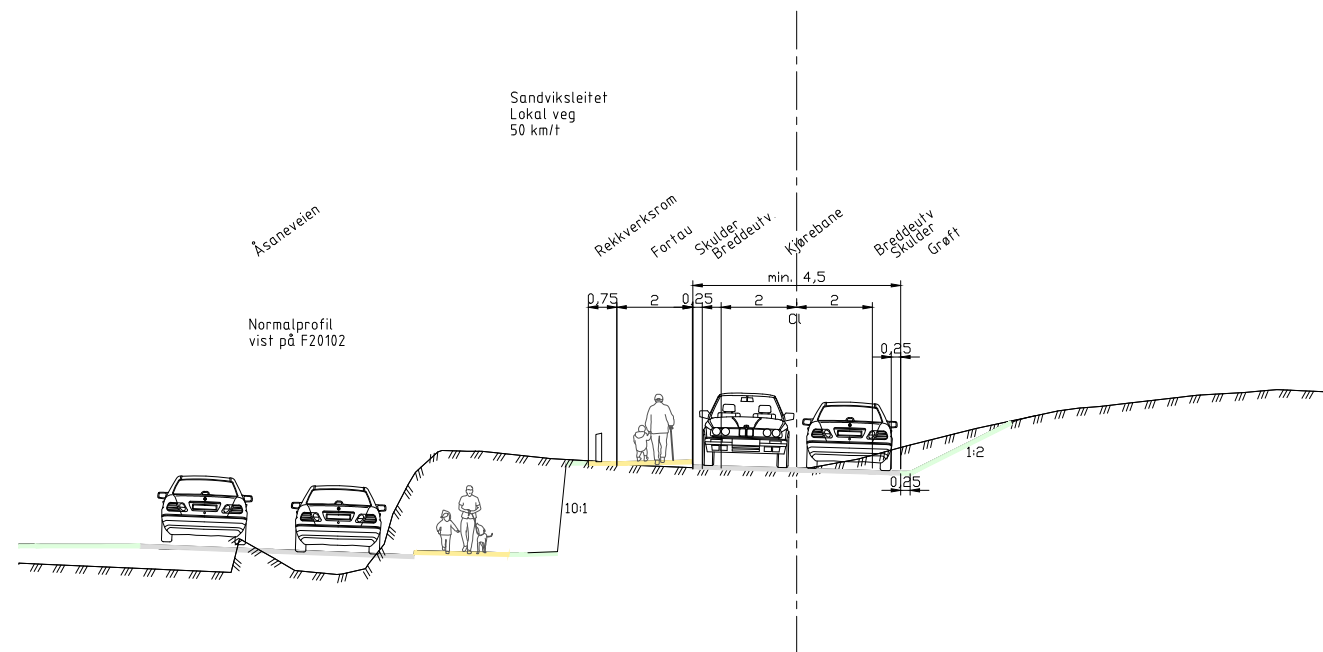 Sandviksleitet
Lokal veg
50 km/t
Åsaneveien
Rekkverksrom
Fortau
Skulder
Breddeutv.
Kjørebane
Breddeutv
Skulder
Grøft
min. 4,5
0,75
2
0,25
2
2
Cl
Normalprofil
vist på F20102
0,25
1:2
0,25
10:1